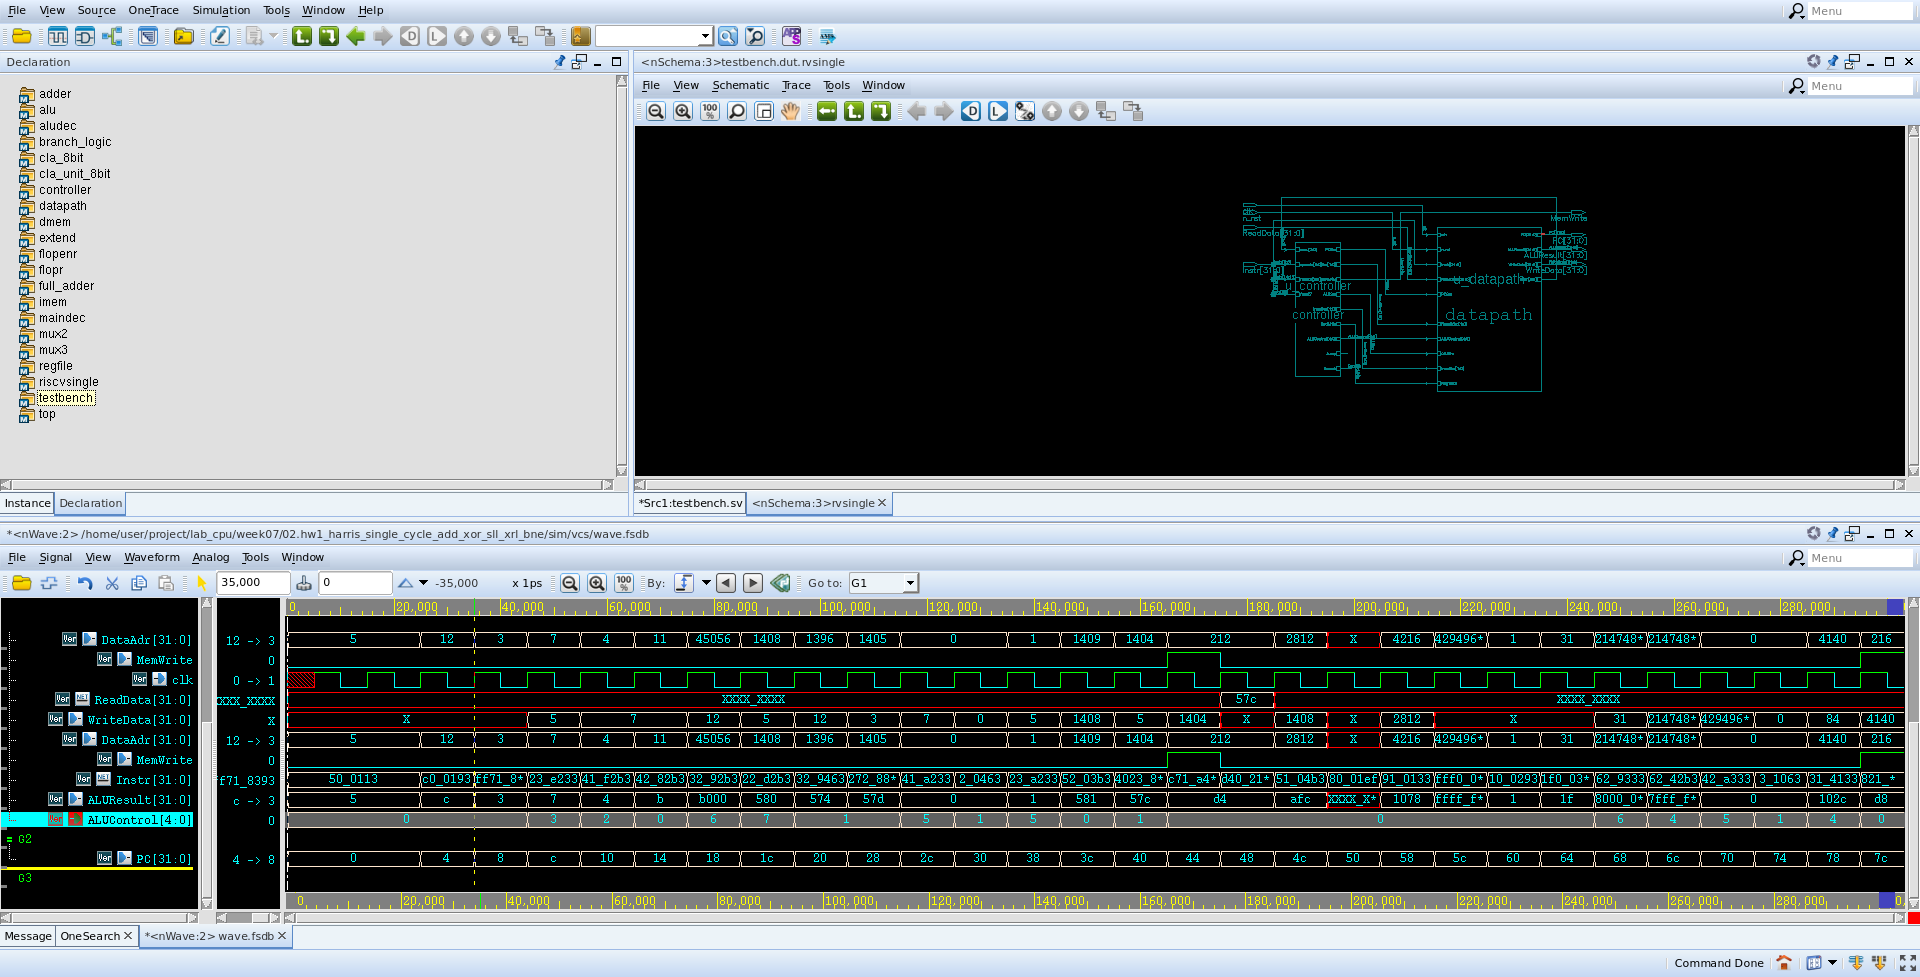 File View Source OneTrace Simulation Tools Window Help
Menu
Declaration
adder
alu
aludec
branch_logic
cla_8bit
cla_unit_8bit
controller
datapath
dmem
extend
flopenr
flopr
full_adder
imem
maindec
mux2
mux3
regfile
riscvsingle
testbench
top
Instance Declaration
<nSchema:3>testbench.dut.rvsingle
File View Schematic Trace Tools Window
Menu
100%
ReadData[31:0]
Instr[31:0]
u_controller
controller
u_datapath
datapath
MemWrite
PC[31:0]
ALUResult[31:0]
WriteData[31:0]
*Src1:testbench.sv <nSchema:3>rvsingle
*<nWave:2> /home/user/project/lab_cpu/week07/02.hw1_harris_single_cycle_add_xor_sll_xrl_bne/sim/vcs/wave.fsdb
File Signal View Waveform Analog Tools Window
Menu
35,000 0 -35,000 x 1ps 100% By: Go to: G1
0 20,000 40,000 60,000 80,000 100,000 120,000 140,000 160,000 180,000 200,000 220,000 240,000 260,000 280,000
DataAdr[31:0] 12 -> 3 5 12 3 7 4 11 45056 1408 1396 1405 0 1 1409 1404 212 2812 X 4216 429496* 1 31 214748* 214748* 0 4140 216
MemWrite 0
clk 0 -> 1
ReadData[31:0] XXX_XXXX XXXX_XXXX 57c XXXX_XXXX
WriteData[31:0] X X 5 7 12 5 12 3 7 0 5 1408 5 1404 X 1408 X 2812 X 31 214748* 429496* 0 84 4140
DataAdr[31:0] 12 -> 3 5 12 3 7 4 11 45056 1408 1396 1405 0 1 1409 1404 212 2812 X 4216 429496* 1 31 214748* 214748* 0 4140 216
MemWrite 0
Instr[31:0] f71_8393 50_0113 c0_0193 ff71_8* 23_e233 41_f2b3 42_82b3 32_92b3 22_d2b3 32_9463 272_88* 41_a233 2_0463 23_a233 52_03b3 4023_8* c71_a4* d40_21* 51_04b3 80_01ef 91_0133 fff0_0* 10_0293 1f0_03* 62_9333 62_42b3 42_a333 3_1063 31_4133 821_*
ALUResult[31:0] c -> 3 5 c 3 7 4 b b000 580 574 57d 0 1 581 57c d4 afc XXXX_X* 1078 ffff_f* 1 1f 8000_0* 7fff_f* 0 102c d8
ALUControl[4:0] 0 0 3 2 0 6 7 1 5 1 5 0 1 0 6 4 5 1 4 0
G2
PC[31:0] 4 -> 8 0 4 8 c 10 14 18 1c 20 28 2c 30 38 3c 40 44 48 4c 50 58 5c 60 64 68 6c 70 74 78 7c
G3
0 20,000 40,000 60,000 80,000 100,000 120,000 140,000 160,000 180,000 200,000 220,000 240,000 260,000 280,000
Message OneSearch *<nWave:2> wave.fsdb
Command Done